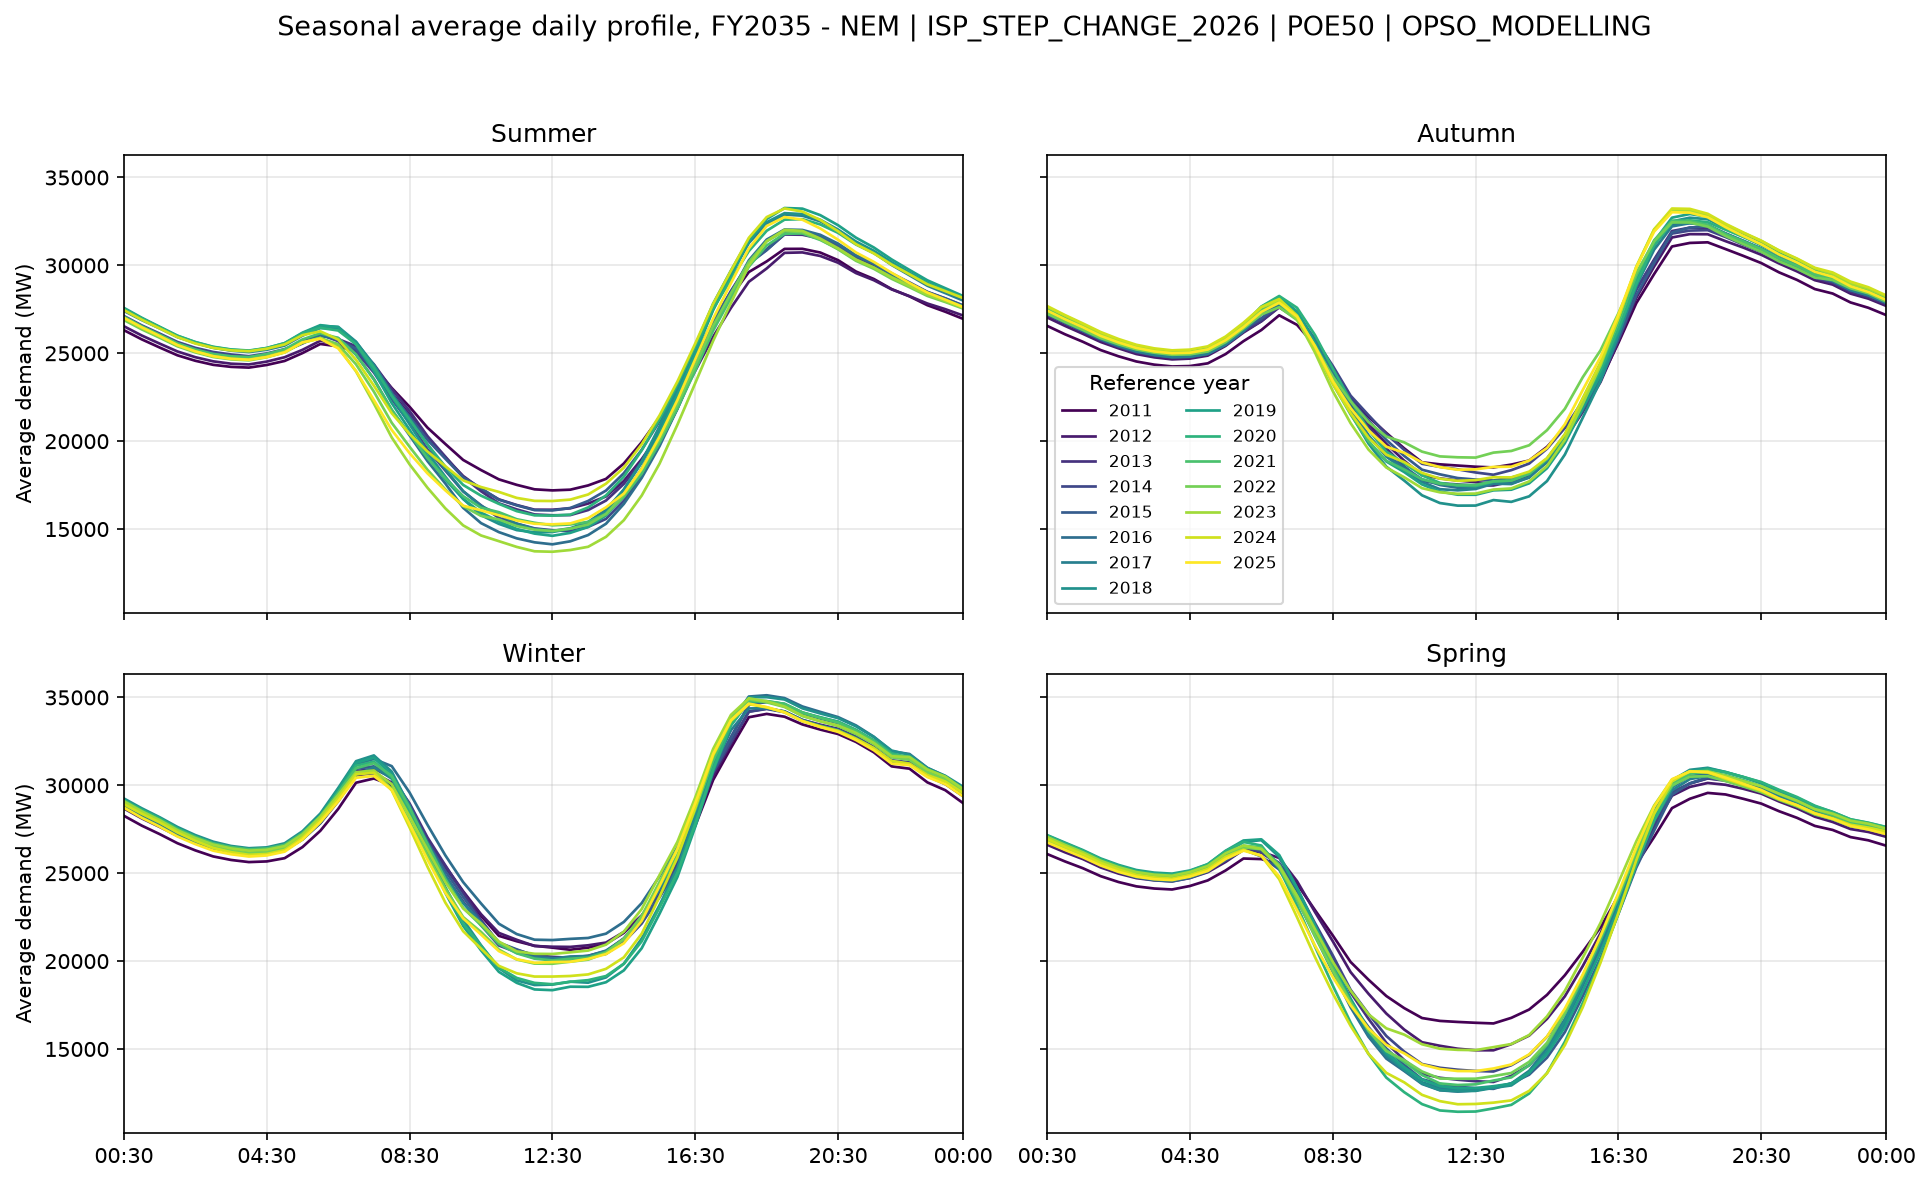 Seasonal average daily profile, FY2035 - NEM | ISP_STEP_CHANGE_2026 | POE50 | OPSO_MODELLING
Summer
Average demand (MW)
35000
30000
25000
20000
15000
Autumn
Reference year
2011 2019
2012 2020
2013 2021
2014 2022
2015 2023
2016 2024
2017 2025
2018
Winter
Average demand (MW)
35000
30000
25000
20000
15000
00:30 04:30 08:30 12:30 16:30 20:30 00:00
Spring
00:30 04:30 08:30 12:30 16:30 20:30 00:00